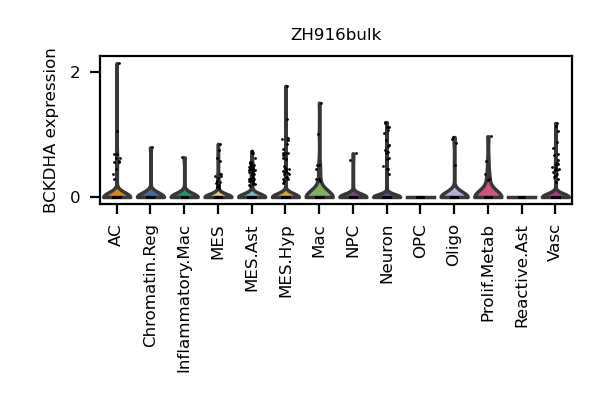 ZH916bulk
BCKDHA expression
2
0
AC
Chromatin.Reg
Inflammatory.Mac
MES
MES.Ast
MES.Hyp
Mac
NPC
Neuron
OPC
Oligo
Prolif.Metab
Reactive.Ast
Vasc